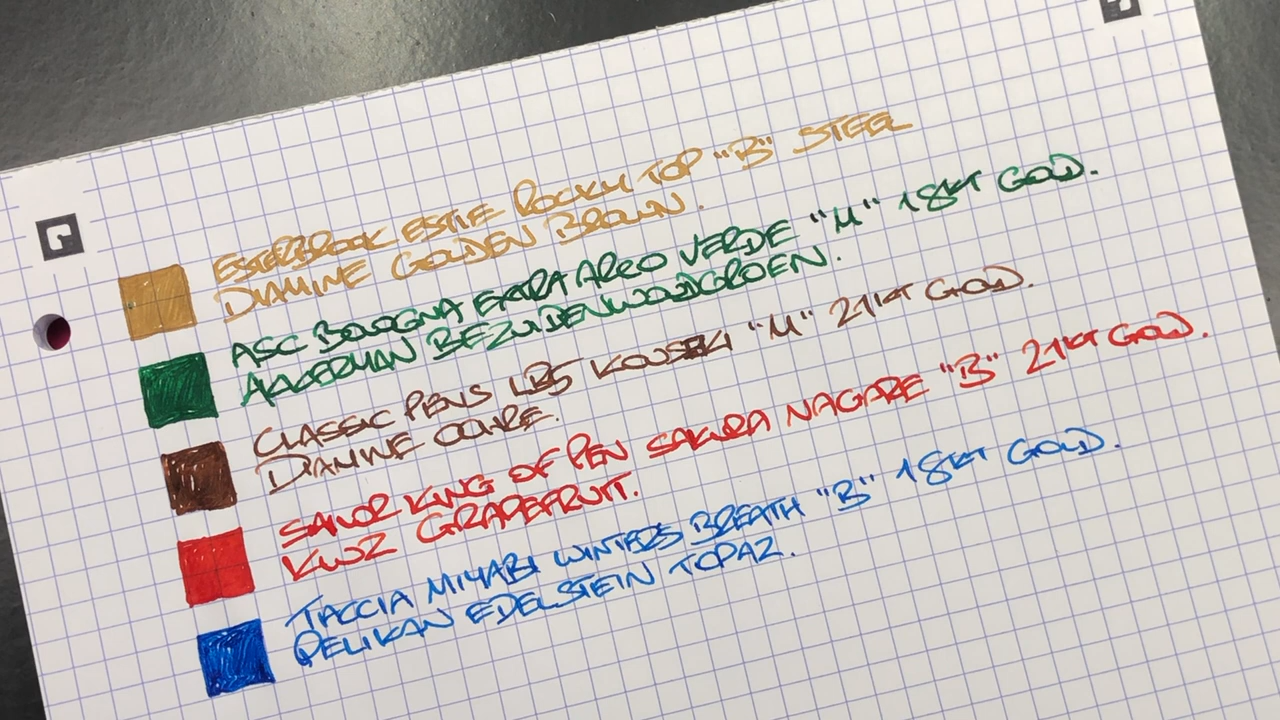 ESTERBROOK ESTIE ROCKY TOP "B" STEEL
DIAMINE GOLDEN BROWN.
ASC BOLOGNA EXTRA ARCO VERDE "M" 18KT GOLD.
AKKERMAN BEZUIDENWOUDGROEN.
CLASSIC PENS LB5 "M" 21KT GOLD.
DIAMINE OCHRE.
SAILOR KING OF PEN SAKURA NAGARE "B" 21KT GOLD.
KWZ GRAPEFRUIT.
TACCIA MIYABI WINTERS BREATH "B" 18KT GOLD.
PELIKAN EDELSTEIN TOPAZ.